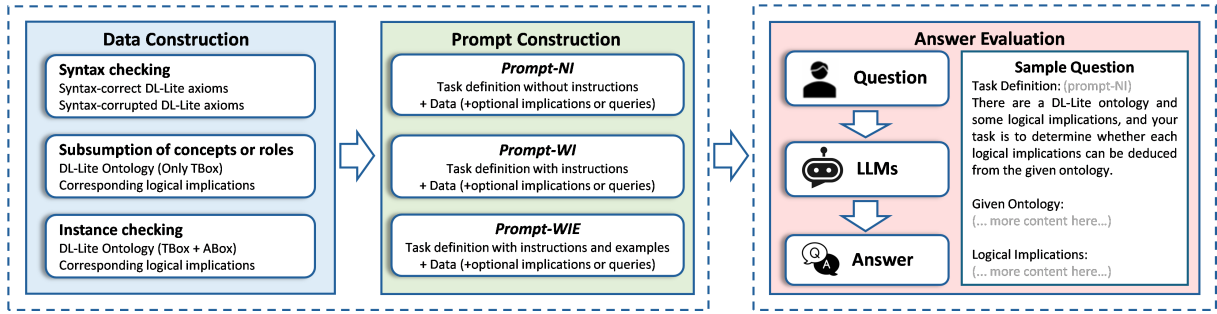 Data Construction
Syntax checking
Syntax-correct DL-Lite axioms
Syntax-corrupted DL-Lite axioms
Subsumption of concepts or roles
DL-Lite Ontology (Only TBox)
Corresponding logical implications
Instance checking
DL-Lite Ontology (TBox + ABox)
Corresponding logical implications
Prompt Construction
Prompt-NI
Task definition without instructions
+ Data (+optional implications or queries)
Prompt-WI
Task definition with instructions
+ Data (+optional implications or queries)
Prompt-WIE
Task definition with instructions and examples
+ Data (+optional implications or queries)
Answer Evaluation
Question
LLMs
Q
A
Answer
Sample Question
Task Definition: (prompt-NI)
There are a DL-Lite ontology and
some logical implications, and your
task is to determine whether each
logical implications can be deduced
from the given ontology.
Given Ontology:
(... more content here...)
Logical Implications:
(... more content here...)